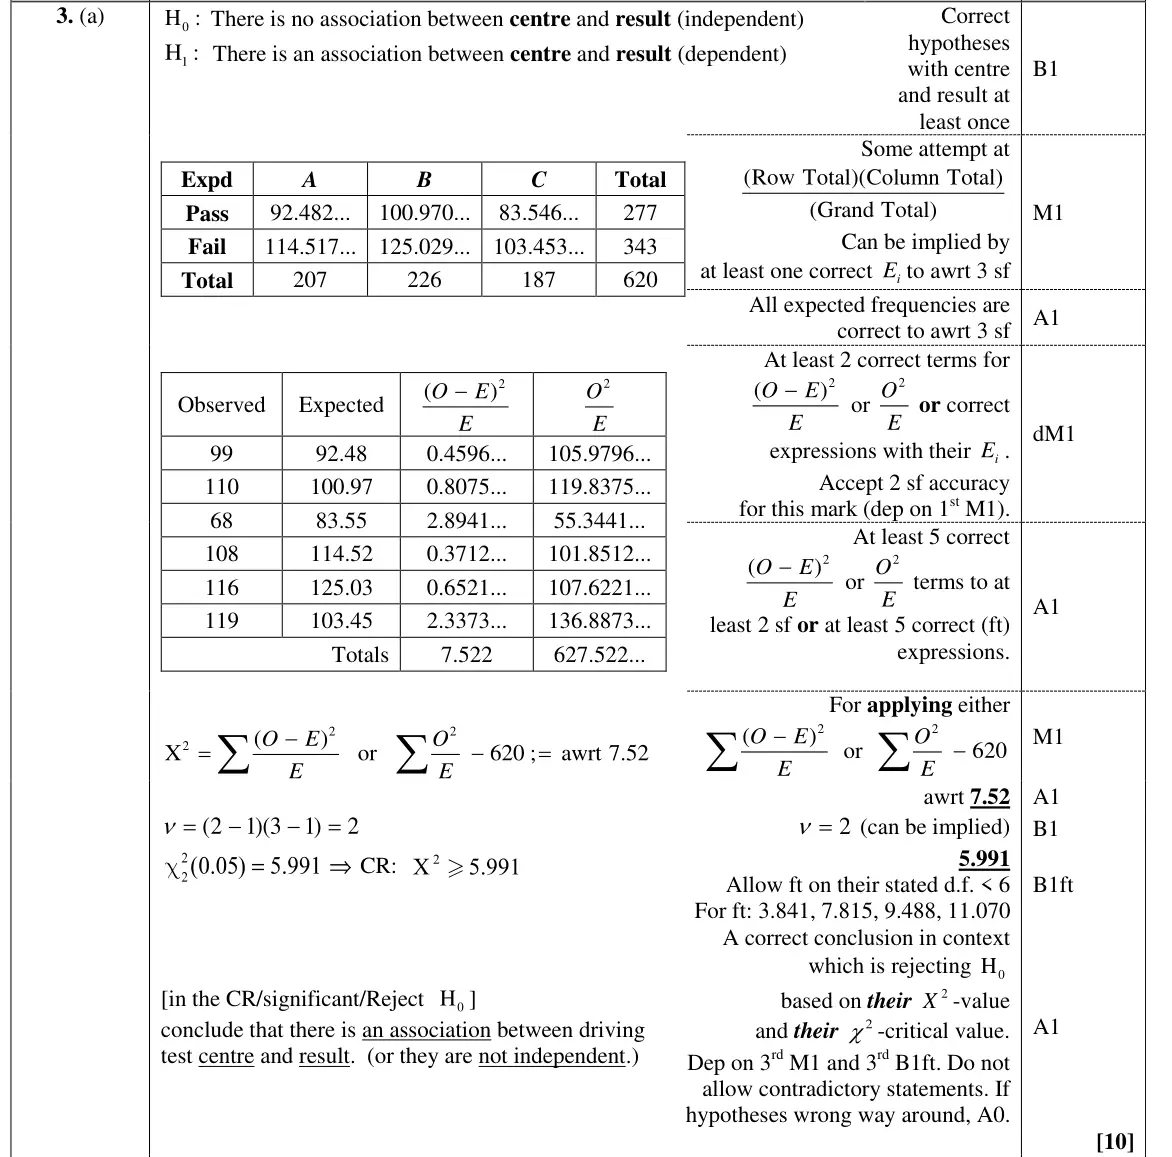 3. (a)
H₀ : There is no association between centre and result (independent)
H₁ : There is an association between centre and result (dependent)
Correct
hypotheses
with centre
and result at
least once
B1
Expd A B C Total
Pass 92.482... 100.970... 83.546... 277
Fail 114.517... 125.029... 103.453... 343
Total 207 226 187 620
Some attempt at
(Row Total)(Column Total)
(Grand Total)
Can be implied by
at least one correct Eᵢ to awrt 3 sf
M1
All expected frequencies are
correct to awrt 3 sf
A1
Observed Expected (O − E)²/E O²/E
99 92.48 0.4596... 105.9796...
110 100.97 0.8075... 119.8375...
68 83.55 2.8941... 55.3441...
108 114.52 0.3712... 101.8512...
116 125.03 0.6521... 107.6221...
119 103.45 2.3373... 136.8873...
Totals 7.522 627.522...
At least 2 correct terms for
(O − E)²/E or O²/E or correct
expressions with their Eᵢ .
Accept 2 sf accuracy
for this mark (dep on 1st M1).
dM1
At least 5 correct
(O − E)²/E or O²/E terms to at
least 2 sf or at least 5 correct (ft)
expressions.
A1
X² = ∑ (O − E)²/E or ∑ O²/E − 620 ;= awrt 7.52
For applying either
∑ (O − E)²/E or ∑ O²/E − 620
M1
awrt 7.52 A1
ν = (2 − 1)(3 − 1) = 2
ν = 2 (can be implied) B1
χ₂²(0.05) = 5.991 ⇒ CR: X² ⩾ 5.991
5.991
Allow ft on their stated d.f. < 6 B1ft
For ft: 3.841, 7.815, 9.488, 11.070
A correct conclusion in context
which is rejecting H₀
[in the CR/significant/Reject H₀ ]
conclude that there is an association between driving
test centre and result. (or they are not independent.)
based on their X² -value
and their χ² -critical value. A1
Dep on 3rd M1 and 3rd B1ft. Do not
allow contradictory statements. If
hypotheses wrong way around, A0.
[10]